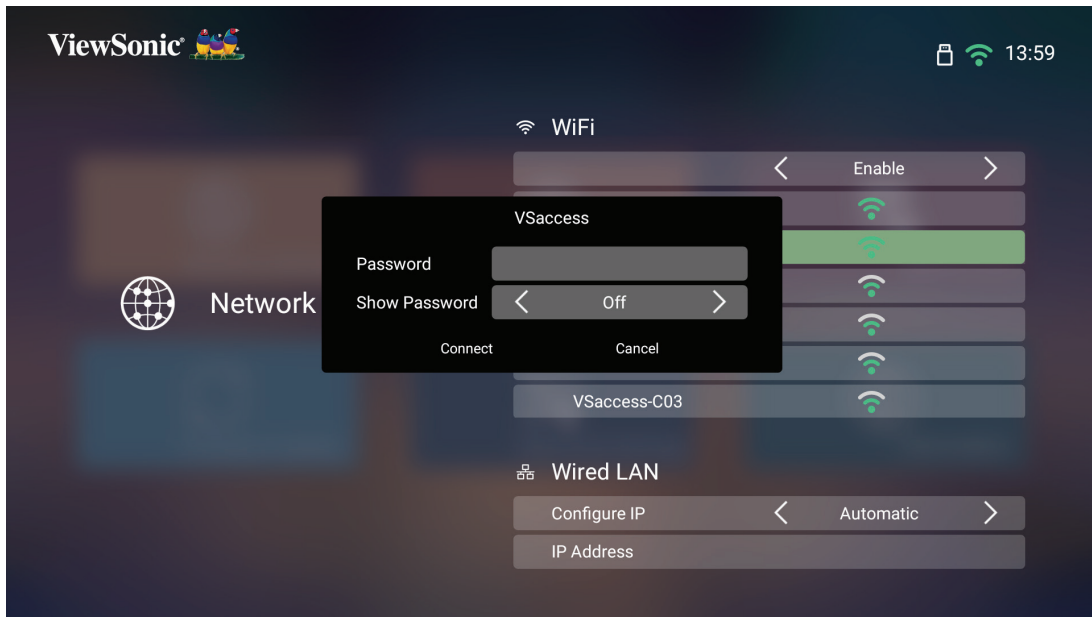 ViewSonic®
13:59
WiFi
Enable
VSaccess
Password
Network
Show Password Off
Connect Cancel
VSaccess-C03
Wired LAN
Configure IP Automatic
IP Address